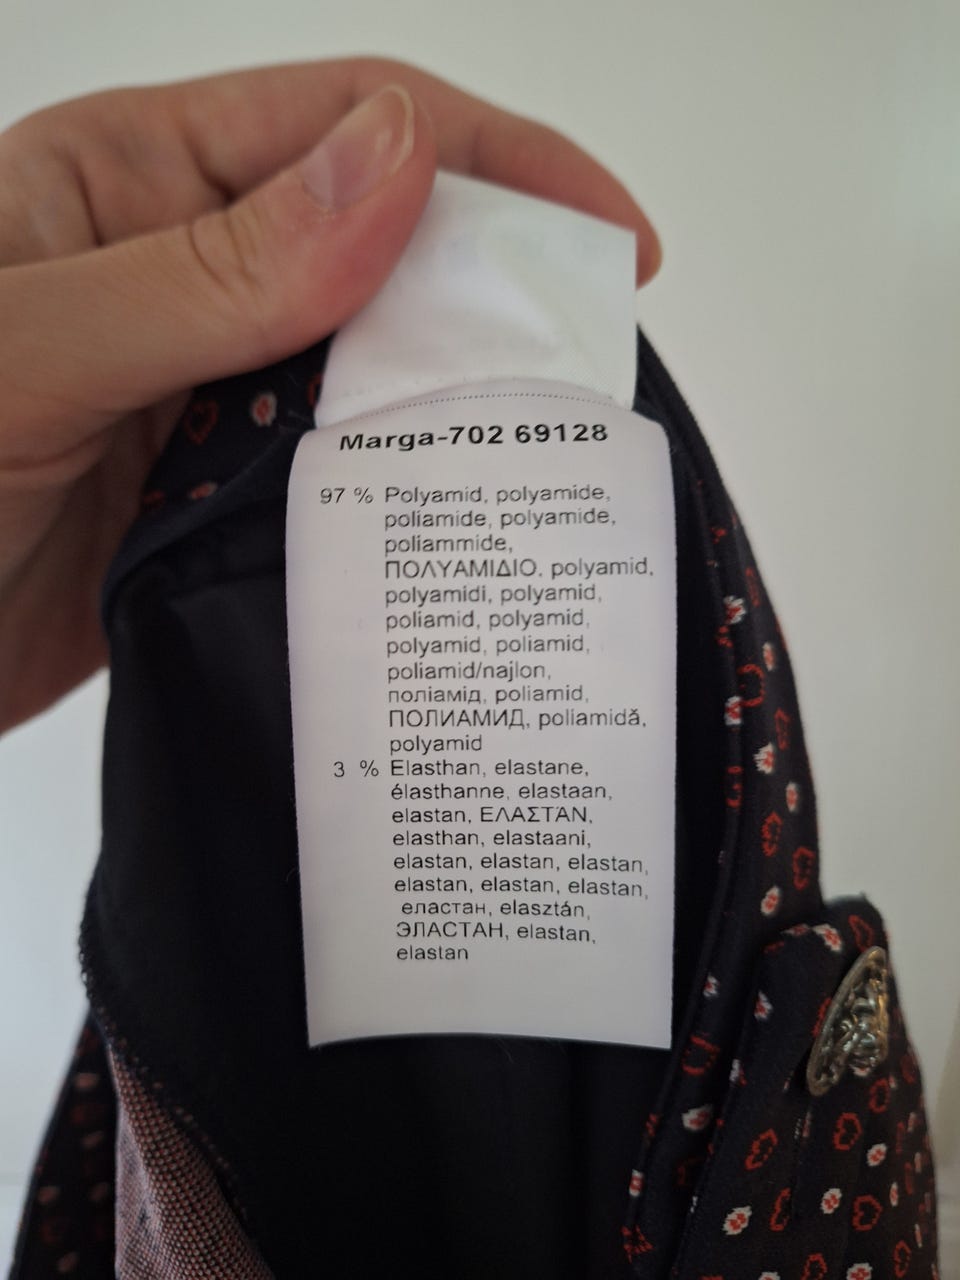 Marga-702 69128
97 % Polyamid, polyamide,
poliamide, polyamide,
poliammide,
ΠΟΛΥΑΜΙΔΙΟ, polyamid,
polyamidi, polyamid,
poliamid, polyamid,
polyamid, poliamid,
poliamid/najlon,
поліамід, poliamid,
ПОЛИАМИД, poliamidă,
polyamid
3 % Elasthan, elastane,
élasthanne, elastaan,
elastan, ΕΛΑΣΤΆΝ,
elasthan, elastaani,
elastan, elastan, elastan,
elastan, elastan, elastan,
еластан, elasztán,
ЭЛАСТАН, elastan,
elastan